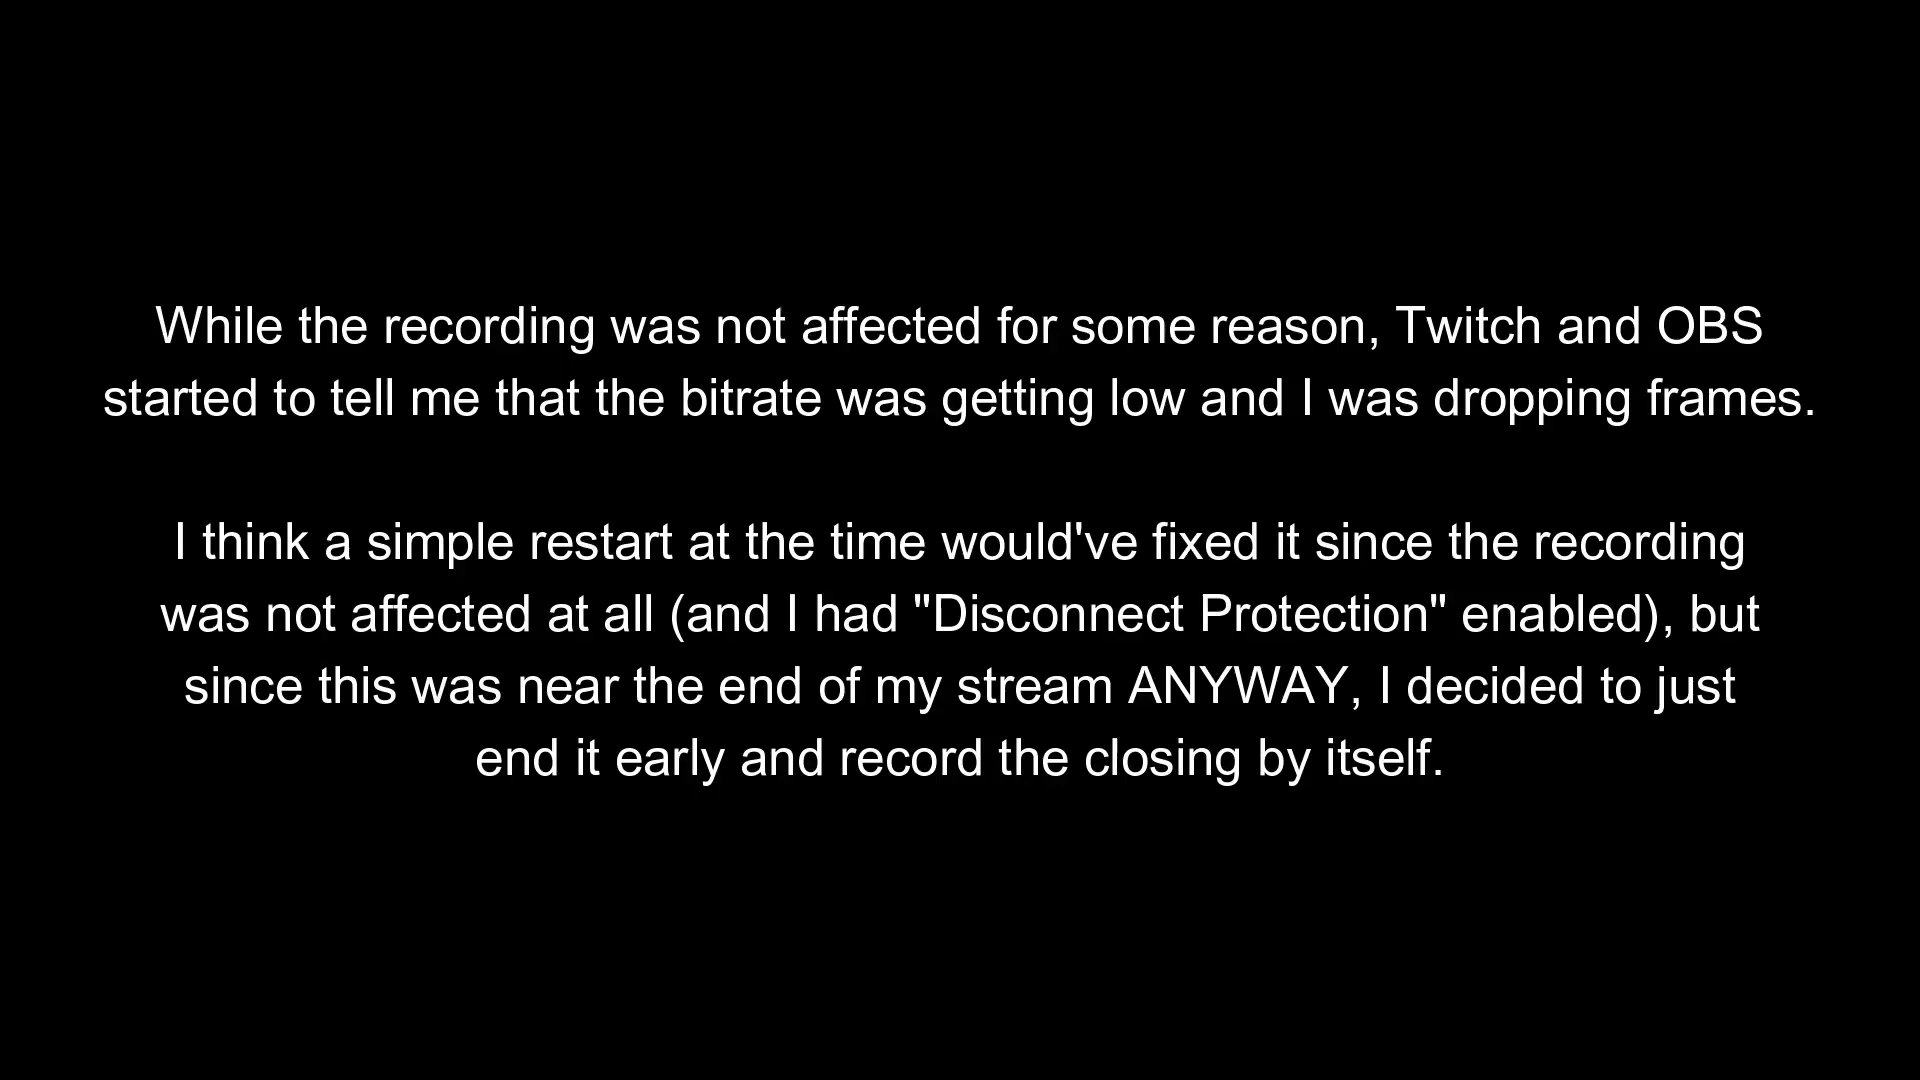 While the recording was not affected for some reason, Twitch and OBS
started to tell me that the bitrate was getting low and I was dropping frames.
I think a simple restart at the time would've fixed it since the recording
was not affected at all (and I had "Disconnect Protection" enabled), but
since this was near the end of my stream ANYWAY, I decided to just
end it early and record the closing by itself.